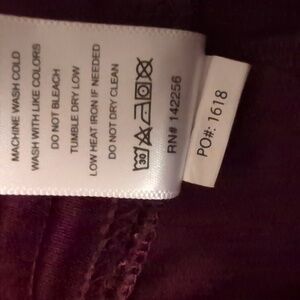 MACHINE WASH COLD
WASH WITH LIKE COLORS
DO NOT BLEACH
TUMBLE DRY LOW
LOW HEAT IRON IF NEEDED
DO NOT DRY CLEAN
30
RN# 142256
PO#: 1618